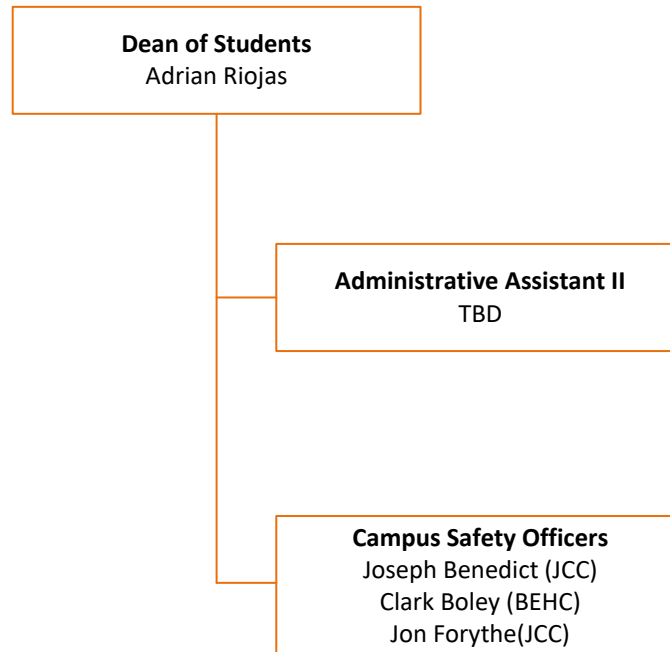 Dean of Students
Adrian Riojas
Administrative Assistant II
TBD
Campus Safety Officers
Joseph Benedict (JCC)
Clark Boley (BEHC)
Jon Forythe(JCC)